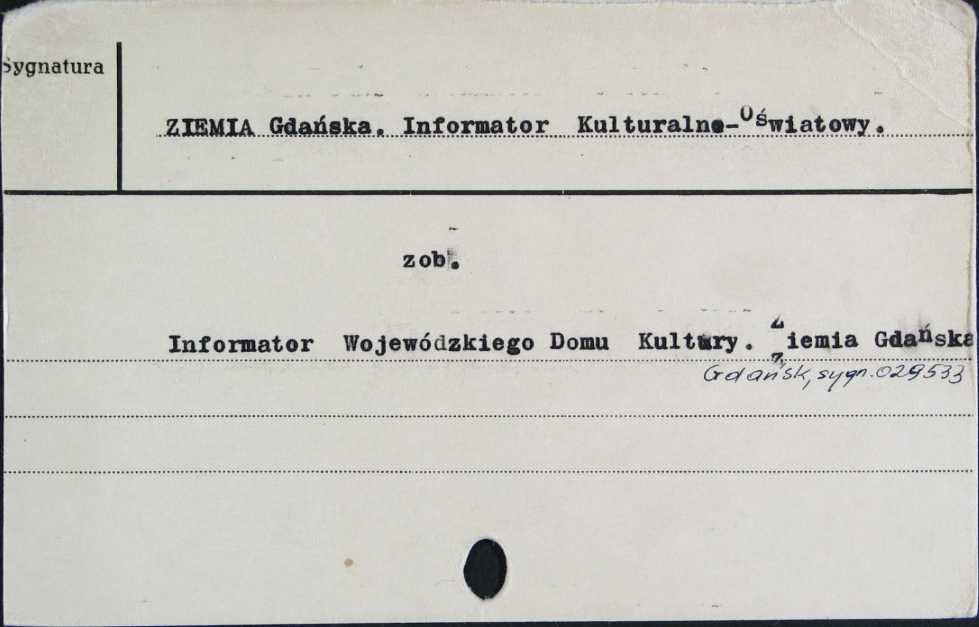 Sygnatura
ZIEMIA Gdańska. Informator Kulturalno-Oświatowy.
zob.
Informator Wojewódzkiego Domu Kultury. Ziemia Gdańska
Gdańsk, sygn. 029533